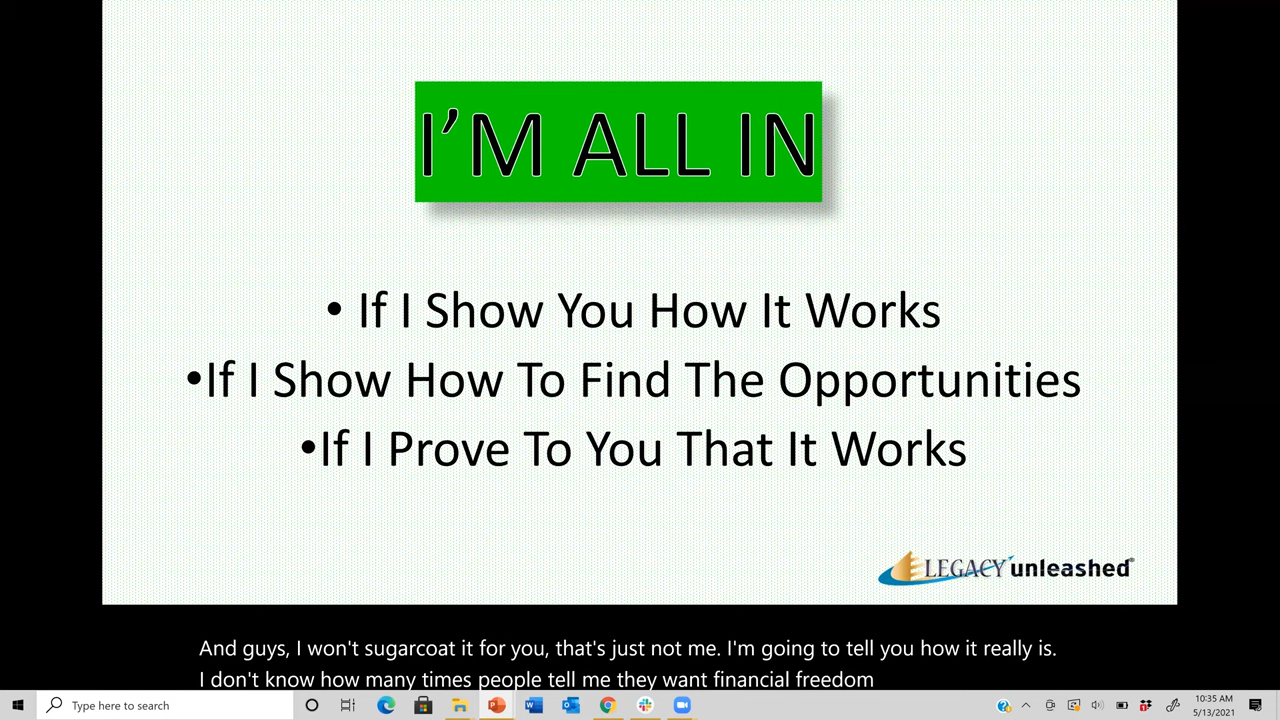 I’M ALL IN
• If I Show You How It Works
•If I Show How To Find The Opportunities
•If I Prove To You That It Works
LEGACY unleashed®
And guys, I won't sugarcoat it for you, that's just not me. I'm going to tell you how it really is.
I don't know how many times people tell me they want financial freedom
Type here to search
10:35 AM
5/13/2021